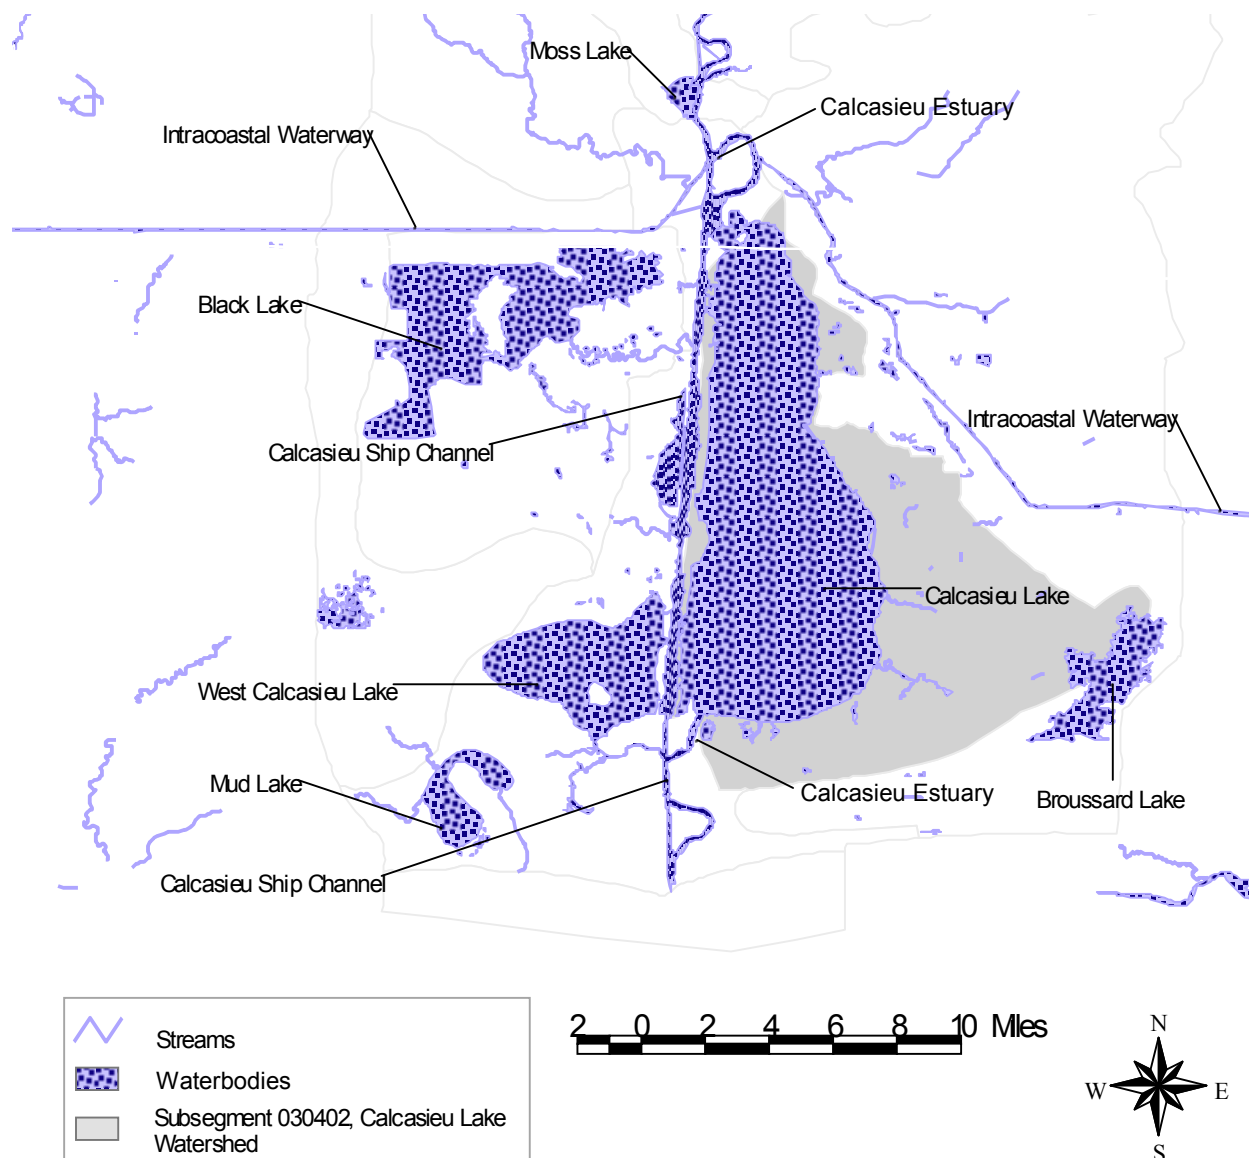 Moss Lake
Calcasieu Estuary
Intracoastal Waterway
Black Lake
Intracoastal Waterway
Calcasieu Ship Channel
Calcasieu Lake
West Calcasieu Lake
Mud Lake
Calcasieu Estuary
Broussard Lake
Calcasieu Ship Channel
Streams
Waterbodies
Subsegment 030402, Calcasieu Lake
Watershed
2 0 2 4 6 8 10 Miles
N
W E
S